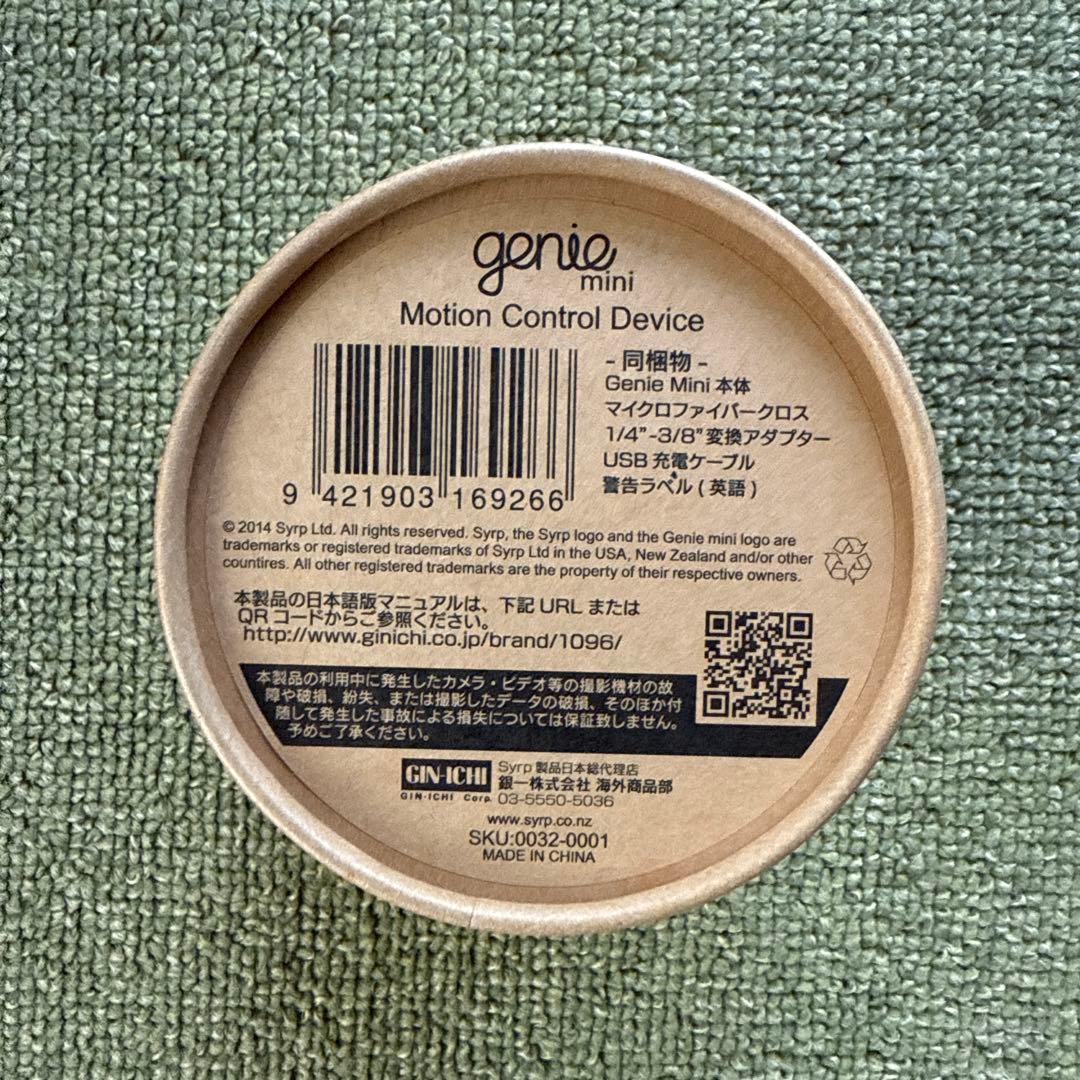 genie
mini
Motion Control Device
- 同梱物 -
Genie Mini 本体
マイクロファイバークロス
1/4”-3/8”変換アダプター
USB 充電ケーブル
警告ラベル ( 英語 )
9 421903 169266
© 2014 Syrp Ltd. All rights reserved. Syrp, the Syrp logo and the Genie mini logo are
trademarks or registered trademarks of Syrp Ltd in the USA, New Zealand and/or other
countires. All other registered trademarks are the property of their respective owners.
本製品の日本語版マニュアルは、下記 URL または
QR コードからご参照ください。
http://www.ginichi.co.jp/brand/1096/
本製品の利用中に発生したカメラ・ビデオ等の撮影機材の故
障や破損、紛失、または撮影したデータの破損、そのほか付
随して発生した事故による損失については保証致しません。
予めご了承ください。
GIN-ICHI
GIN-ICHI Corp.
Syrp 製品日本総代理店
銀一株式会社 海外商品部
03-5550-5036
www.syrp.co.nz
SKU:0032-0001
MADE IN CHINA